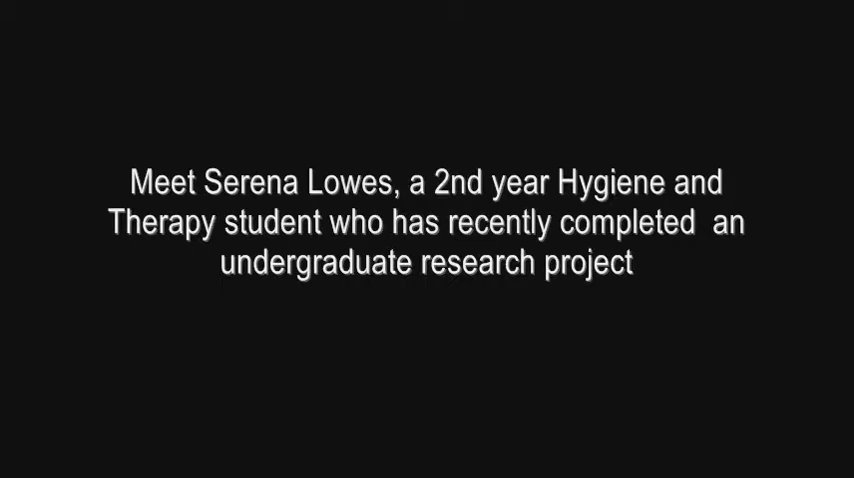 Meet Serena Lowes, a 2nd year Hygiene and
Therapy student who has recently completed  an
undergraduate research project